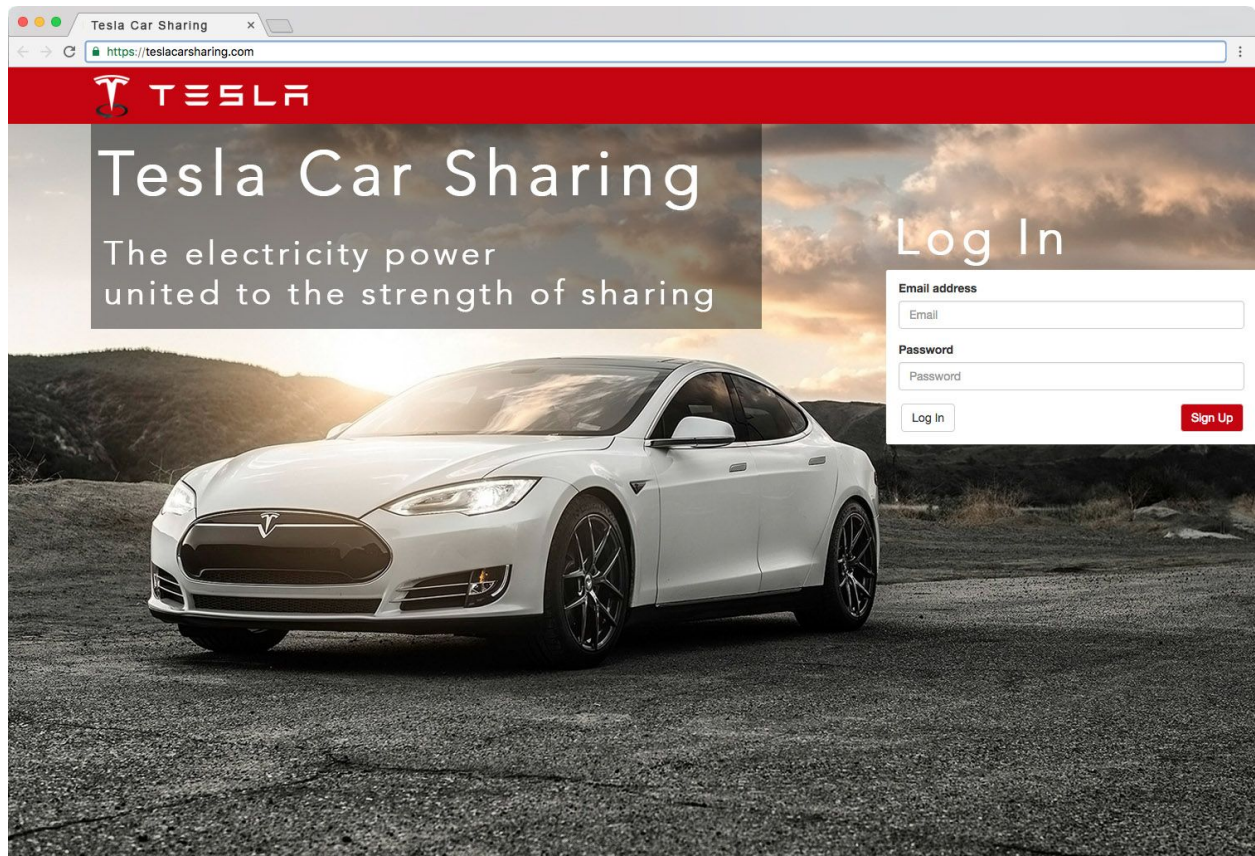 Tesla Car Sharing
https://teslacarsharing.com
TESLA
Tesla Car Sharing
The electricity power
united to the strength of sharing
Log In
Email address
Email
Password
Password
Log In
Sign Up